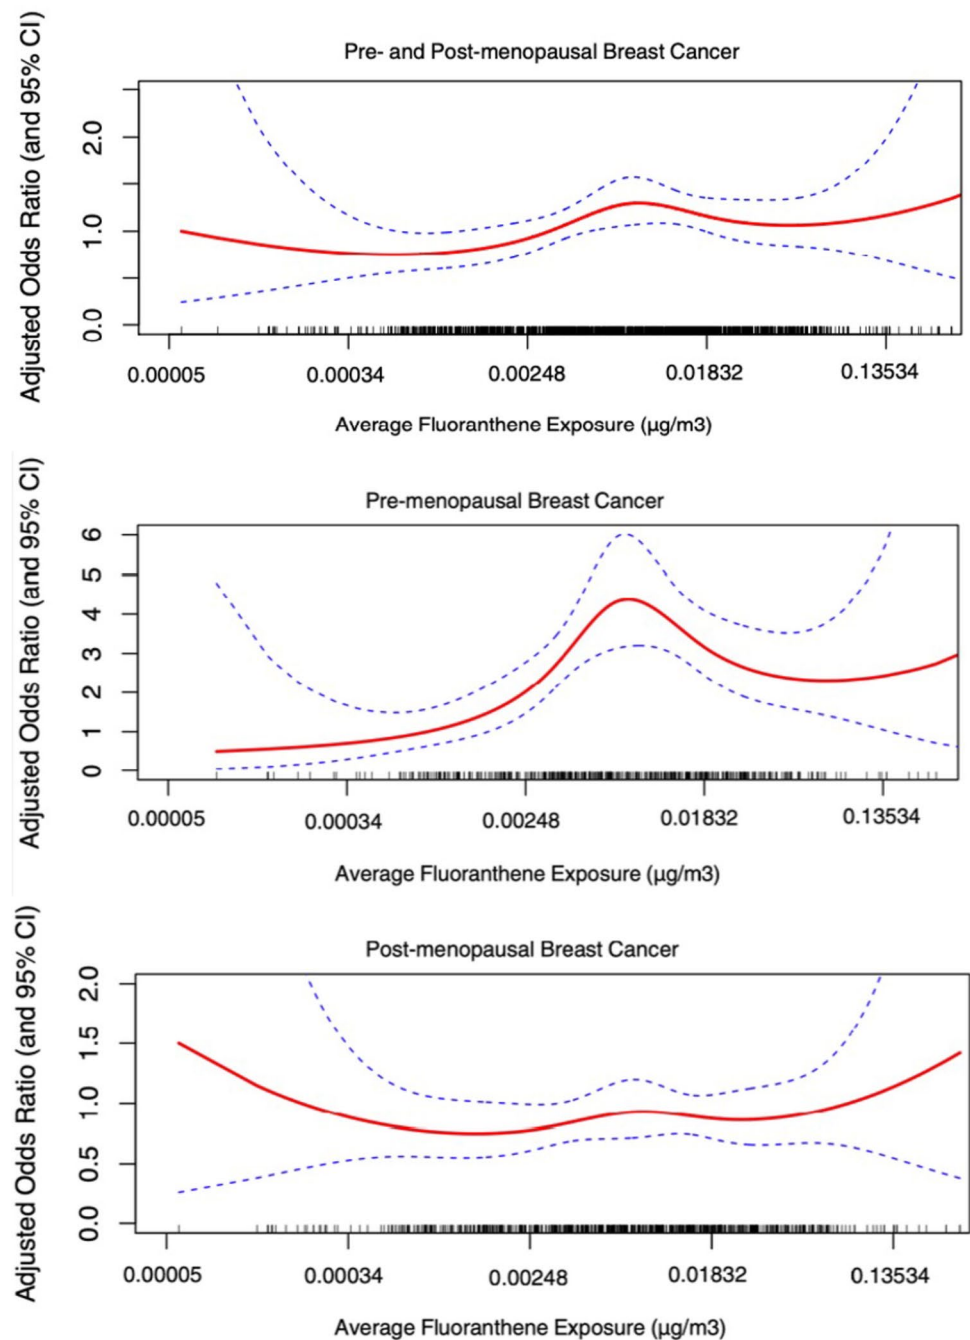 Pre- and Post-menopausal Breast Cancer
Adjusted Odds Ratio (and 95% CI)
2.0
1.0
0.0
0.00005 0.00034 0.00248 0.01832 0.13534
Average Fluoranthene Exposure (µg/m3)
Pre-menopausal Breast Cancer
Adjusted Odds Ratio (and 95% CI)
6
5
4
3
2
1
0
0.00005 0.00034 0.00248 0.01832 0.13534
Average Fluoranthene Exposure (µg/m3)
Post-menopausal Breast Cancer
Adjusted Odds Ratio (and 95% CI)
2.0
1.5
1.0
0.5
0.0
0.00005 0.00034 0.00248 0.01832 0.13534
Average Fluoranthene Exposure (µg/m3)